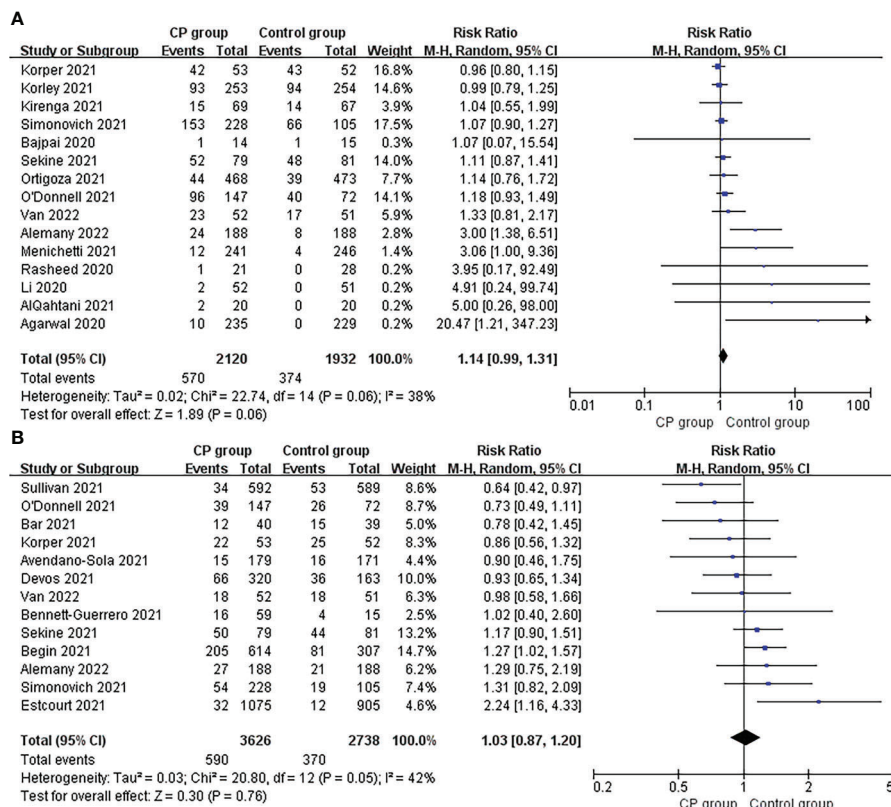 A
CP group Control group Risk Ratio Risk Ratio
Study or Subgroup Events Total Events Total Weight M-H, Random, 95% CI M-H, Random, 95% CI
Korper 2021 42 53 43 52 16.8% 0.96 [0.80, 1.15]
Korley 2021 93 253 94 254 14.6% 0.99 [0.79, 1.25]
Kirenga 2021 15 69 14 67 3.9% 1.04 [0.55, 1.99]
Simonovich 2021 153 228 66 105 17.5% 1.07 [0.90, 1.27]
Bajpai 2020 1 14 1 15 0.3% 1.07 [0.07, 15.54]
Sekine 2021 52 79 48 81 14.0% 1.11 [0.87, 1.41]
Ortigoza 2021 44 468 39 473 7.7% 1.14 [0.76, 1.72]
O'Donnell 2021 96 147 40 72 14.1% 1.18 [0.93, 1.49]
Van 2022 23 52 17 51 5.9% 1.33 [0.81, 2.17]
Alemany 2022 24 188 8 188 2.8% 3.00 [1.38, 6.51]
Menichetti 2021 12 241 4 246 1.4% 3.06 [1.00, 9.36]
Rasheed 2020 1 21 0 28 0.2% 3.95 [0.17, 92.49]
Li 2020 2 52 0 51 0.2% 4.91 [0.24, 99.74]
AlQahtani 2021 2 20 0 20 0.2% 5.00 [0.26, 98.00]
Agarwal 2020 10 235 0 229 0.2% 20.47 [1.21, 347.23]
Total (95% CI) 2120 1932 100.0% 1.14 [0.99, 1.31]
Total events 570 374
Heterogeneity: Tau² = 0.02; Chi² = 22.74, df = 14 (P = 0.06); I² = 38%
Test for overall effect: Z = 1.89 (P = 0.06)
0.01 0.1 1 10 100
CP group Control group
B
CP group Control group Risk Ratio Risk Ratio
Study or Subgroup Events Total Events Total Weight M-H, Random, 95% CI M-H, Random, 95% CI
Sullivan 2021 34 592 53 589 8.6% 0.64 [0.42, 0.97]
O'Donnell 2021 39 147 26 72 8.7% 0.73 [0.49, 1.11]
Bar 2021 12 40 15 39 5.0% 0.78 [0.42, 1.45]
Korper 2021 22 53 25 52 8.1% 0.86 [0.56, 1.32]
Avendano-Sola 2021 15 179 16 171 4.4% 0.90 [0.46, 1.75]
Devos 2021 66 320 36 163 10.0% 0.93 [0.65, 1.34]
Van 2022 18 52 18 51 6.5% 0.98 [0.58, 1.66]
Bennett-Guerrero 2021 16 59 4 15 2.5% 1.02 [0.40, 2.60]
Sekine 2021 50 79 44 81 13.2% 1.17 [0.90, 1.51]
Begin 2021 205 614 81 307 14.7% 1.27 [1.02, 1.57]
Alemany 2022 27 188 21 188 6.2% 1.29 [0.75, 2.19]
Simonovich 2021 54 228 19 105 7.4% 1.31 [0.82, 2.09]
Estcourt 2021 32 1075 12 905 4.6% 2.24 [1.16, 4.33]
Total (95% CI) 3626 2738 100.0% 1.03 [0.87, 1.20]
Total events 590 370
Heterogeneity: Tau² = 0.03; Chi² = 20.80, df = 12 (P = 0.05); I² = 42%
Test for overall effect: Z = 0.30 (P = 0.76)
0.2 0.5 1 2 5
CP group Control group